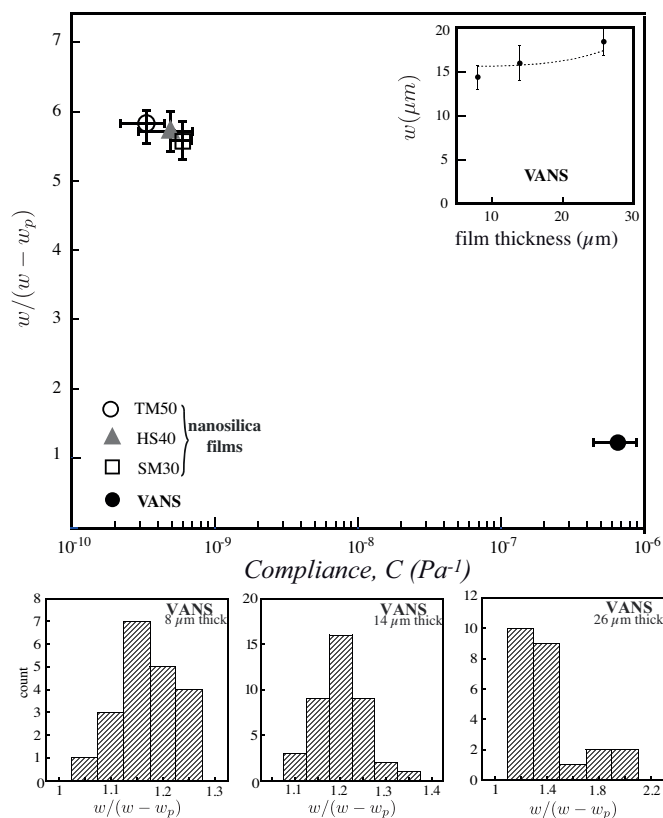 7
6
5
4
3
2
1
w/(w − w_p)
10⁻¹⁰
10⁻⁹
10⁻⁸
10⁻⁷
10⁻⁶
Compliance, C (Pa⁻¹)
TM50
HS40
SM30
VANS
nanosilica
films
20
15
10
5
0
w(μm)
VANS
10
20
30
film thickness (μm)
8
7
6
5
4
3
2
1
0
count
VANS
8 μm thick
1
1.1
1.2
1.3
w/(w − w_p)
20
15
10
5
0
VANS
14 μm thick
1.1
1.2
1.3
1.4
w/(w − w_p)
12
10
8
6
4
2
0
VANS
26 μm thick
1
1.4
1.8
2.2
w/(w − w_p)